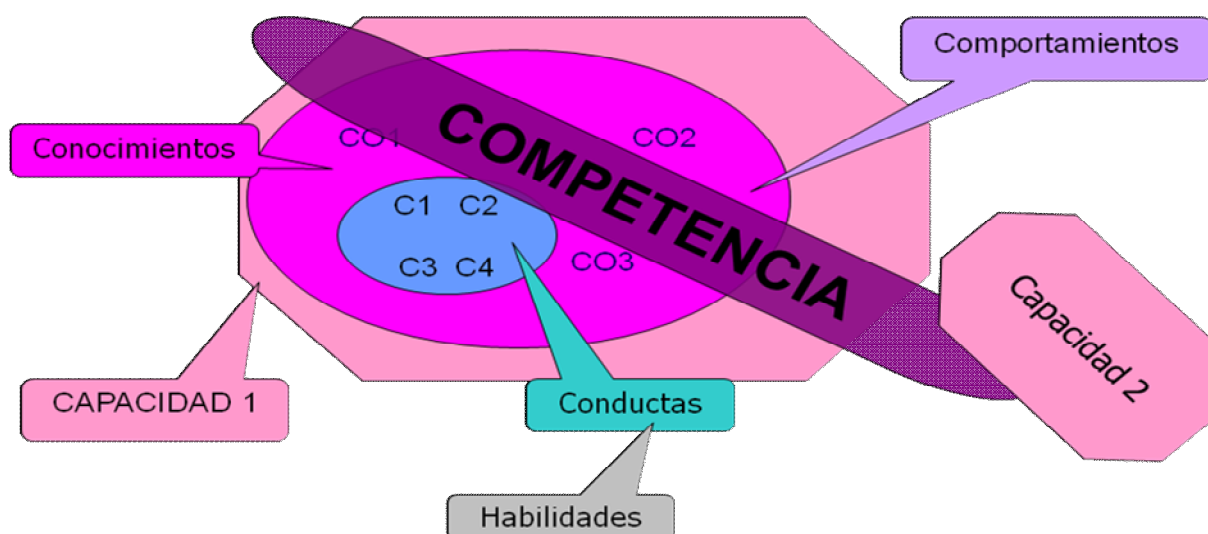 Comportamientos
CO1
CO2
COMPETENCIA
Conocimientos
C1 C2
C3 C4
CO3
Capacidad 2
CAPACIDAD 1
Conductas
Habilidades